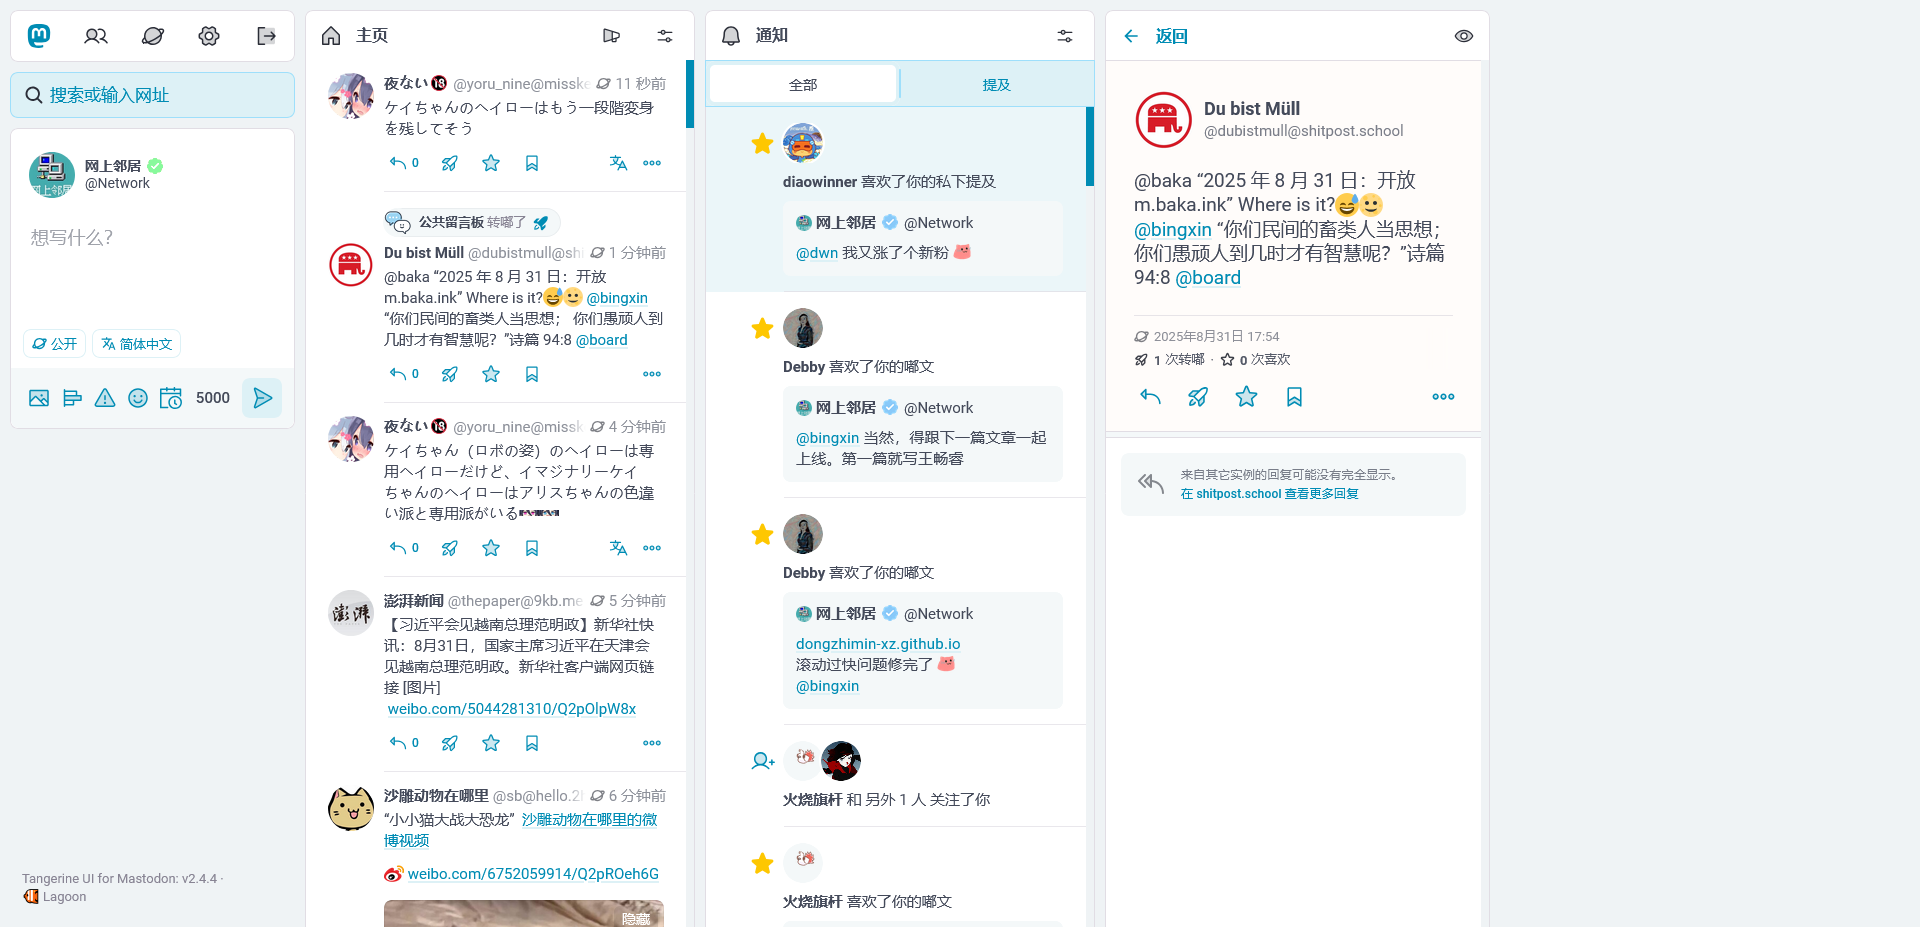 搜索或输入网址
网上邻居
@Network
想写什么？
公开
简体中文
5000
Tangerine UI for Mastodon: v2.4.4 ·
Lagoon
主页
夜ない🔞 @yoru_nine@misske 11 秒前
ケイちゃんのヘイローはもう一段階変身
を残してそう
0
公共留言板 转嘟了
Du bist Müll @dubistmull@shi 1 分钟前
@baka “2025 年 8 月 31 日：开放
m.baka.ink” Where is it?😅🫠 @bingxin
“你们民间的畜类人当思想； 你们愚顽人到
几时才有智慧呢？”诗篇 94:8 @board
0
夜ない🔞 @yoru_nine@missk 4 分钟前
ケイちゃん（ロボの姿）のヘイローは専
用ヘイローだけど、イマジナリーケイ
ちゃんのヘイローはアリスちゃんの色違
い派と専用派がいる
0
澎湃
澎湃新闻 @thepaper@9kb.me 5 分钟前
【习近平会见越南总理范明政】新华社快
讯：8月31日，国家主席习近平在天津会
见越南总理范明政。新华社客户端网页链
接 [图片]
weibo.com/5044281310/Q2pOlpW8x
0
沙雕动物在哪里 @sb@hello.2 6 分钟前
“小小猫大战大恐龙” 沙雕动物在哪里的微
博视频
weibo.com/6752059914/Q2pROeh6G
隐藏
通知
全部
提及
diaowinner 喜欢了你的私下提及
网上邻居 @Network
@dwn 我又涨了个新粉
Debby 喜欢了你的嘟文
网上邻居 @Network
@bingxin 当然，得跟下一篇文章一起
上线。第一篇就写王畅睿
Debby 喜欢了你的嘟文
网上邻居 @Network
dongzhimin-xz.github.io
滚动过快问题修完了
@bingxin
火烧旗杆 和 另外 1 人 关注了你
火烧旗杆 喜欢了你的嘟文
返回
Du bist Müll
@dubistmull@shitpost.school
@baka “2025 年 8 月 31 日：开放
m.baka.ink” Where is it?😅🫠
@bingxin “你们民间的畜类人当思想；
你们愚顽人到几时才有智慧呢？”诗篇
94:8 @board
2025年8月31日 17:54
1 次转嘟 · 0 次喜欢
来自其它实例的回复可能没有完全显示。
在 shitpost.school 查看更多回复